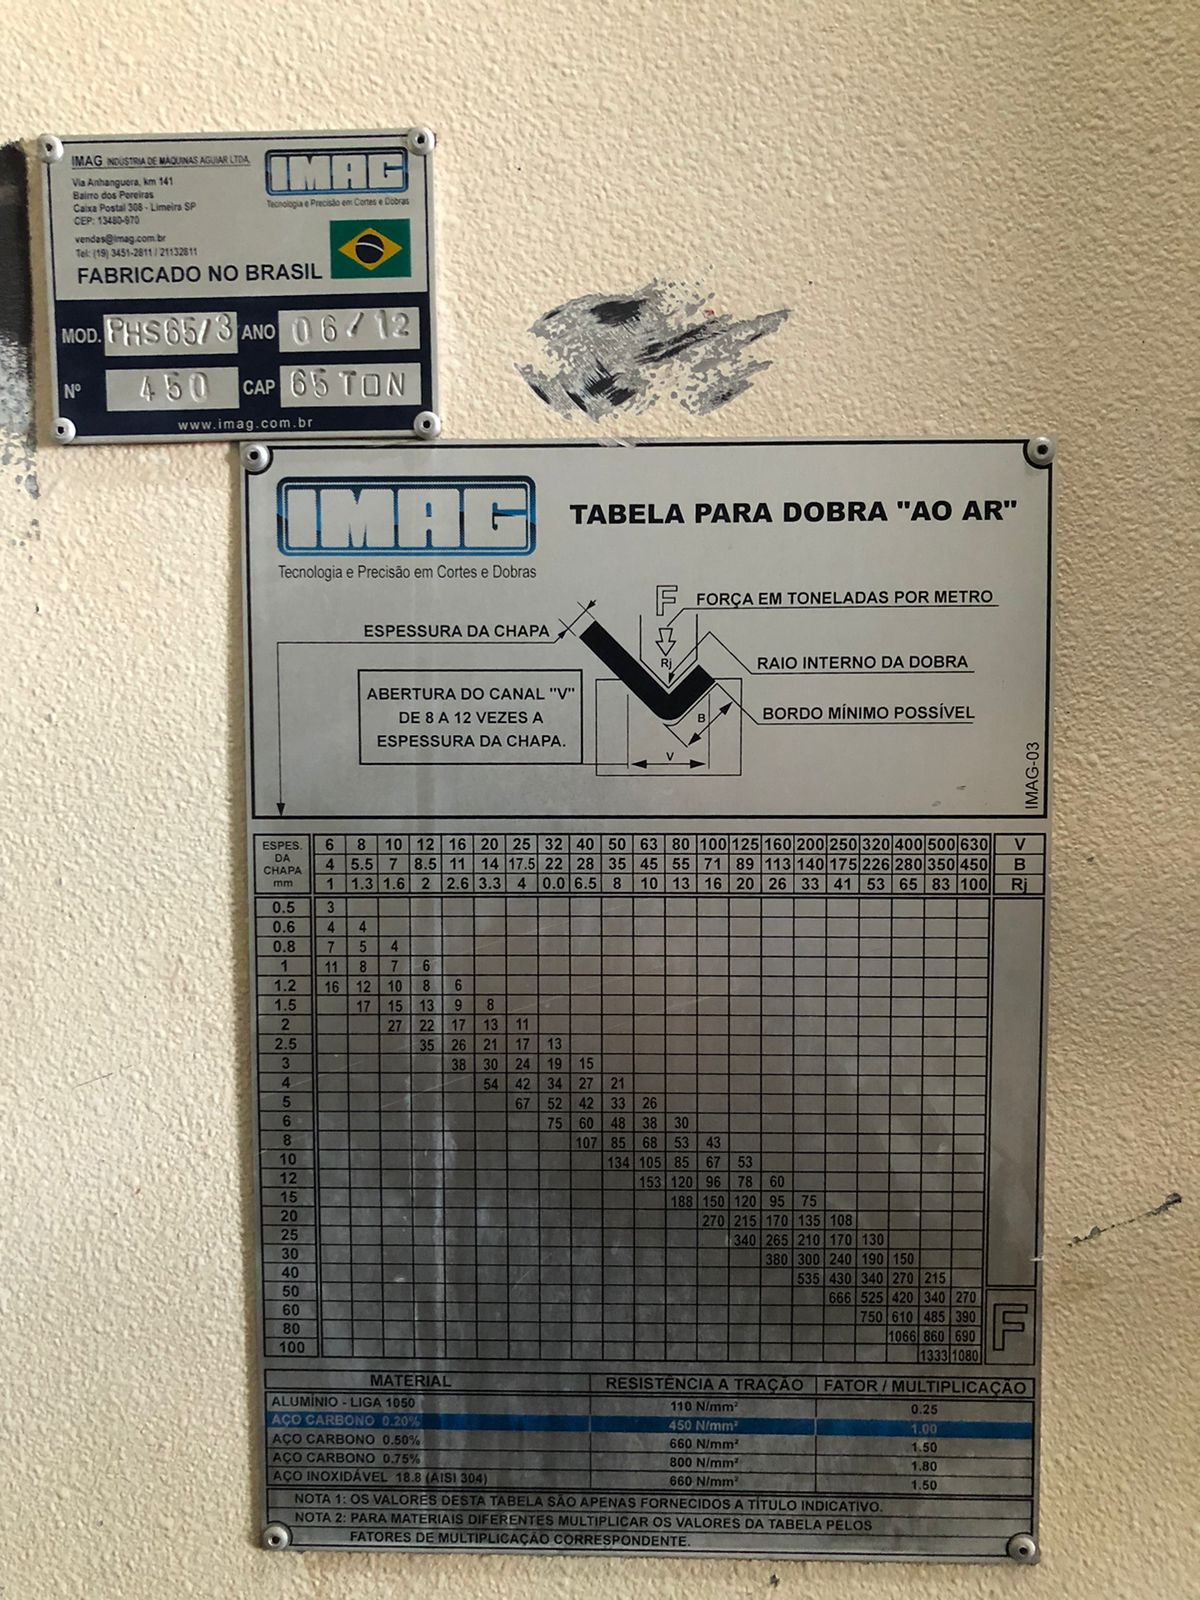 IMAG INDÚSTRIA DE MÁQUINAS AGUIAR LTDA.
Via Anhanguera, km 141
Bairro dos Pereiras
Caixa Postal 308 - Limeira SP
CEP: 13480-970
vendas@imag.com.br
Tel: (19) 3451-2811 / 21132811
IMAG
Tecnologia e Precisão em Cortes e Dobras
FABRICADO NO BRASIL
MOD. PHS65/3 ANO 06/12
Nº 450 CAP 65 TON
www.imag.com.br
IMAG
Tecnologia e Precisão em Cortes e Dobras
TABELA PARA DOBRA "AO AR"
F FORÇA EM TONELADAS POR METRO
ESPESSURA DA CHAPA
Rj
RAIO INTERNO DA DOBRA
ABERTURA DO CANAL "V"
DE 8 A 12 VEZES A
ESPESSURA DA CHAPA.
B
BORDO MÍNIMO POSSÍVEL
V
IMAG-03
ESPES. DA CHAPA mm
6 8 10 12 16 20 25 32 40 50 63 80 100 125 160 200 250 320 400 500 630 V
4 5.5 7 8.5 11 14 17.5 22 28 35 45 55 71 89 113 140 175 226 280 350 450 B
1 1.3 1.6 2 2.6 3.3 4 0.0 6.5 8 10 13 16 20 26 33 41 53 65 83 100 Rj
0.5 3
0.6 4 4
0.8 7 5 4
1 11 8 7 6
1.2 16 12 10 8 6
1.5 17 15 13 9 8
2 27 22 17 13 11
2.5 35 26 21 17 13
3 38 30 24 19 15
4 54 42 34 27 21
5 67 52 42 33 26
6 75 60 48 38 30
8 107 85 68 53 43
10 134 105 85 67 53
12 153 120 96 78 60
15 188 150 120 95 75
20 270 215 170 135 108
25 340 265 210 170 130
30 380 300 240 190 150
40 535 430 340 270 215
50 666 525 420 340 270
60 750 610 485 390
80 1066 860 690
100 1333 1080
F
MATERIAL RESISTÊNCIA A TRAÇÃO FATOR / MULTIPLICAÇÃO
ALUMÍNIO - LIGA 1050 110 N/mm² 0.25
AÇO CARBONO 0.20% 450 N/mm² 1.00
AÇO CARBONO 0.50% 660 N/mm² 1.50
AÇO CARBONO 0.75% 800 N/mm² 1.80
AÇO INOXIDÁVEL 18.8 (AISI 304) 660 N/mm² 1.50
NOTA 1: OS VALORES DESTA TABELA SÃO APENAS FORNECIDOS A TÍTULO INDICATIVO.
NOTA 2: PARA MATERIAIS DIFERENTES MULTIPLICAR OS VALORES DA TABELA PELOS
FATORES DE MULTIPLICAÇÃO CORRESPONDENTE.